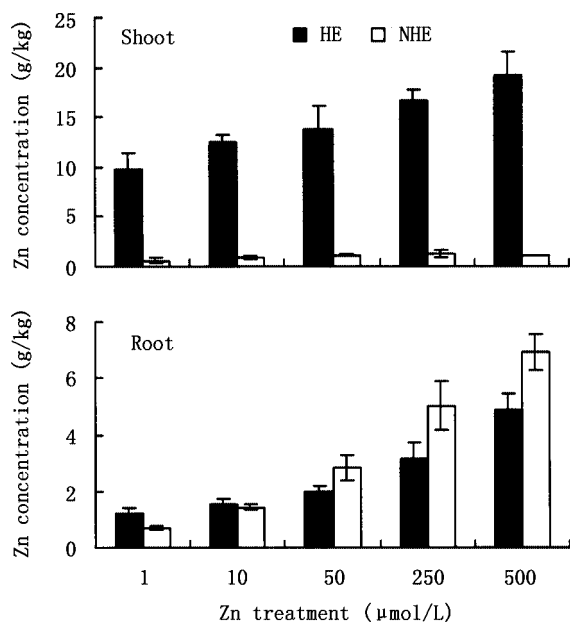 Shoot
HE
NHE
Zn concentration (g/kg)
25
20
15
10
5
0
Root
Zn concentration (g/kg)
8
6
4
2
0
1 10 50 250 500
Zn treatment (μmol/L)